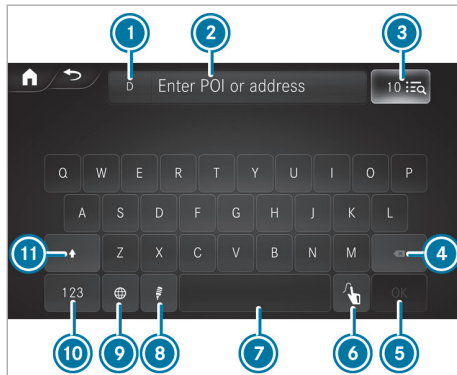 1 2 3
D Enter POI or address 10
Q W E R T Y U I O P
A S D F G H J K L
11 Z X C V B N M 4
123 OK
10 9 8 7 6 5